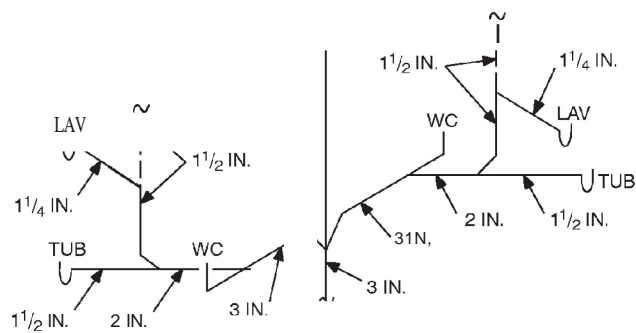 1 1/2 IN.
1 1/4 IN.
LAV
WC
LAV
1 1/2 IN.
1 1/4 IN.
TUB
2 IN.
1 1/2 IN.
31N,
TUB
WC
3 IN.
3 IN.
1 1/2 IN.
2 IN.